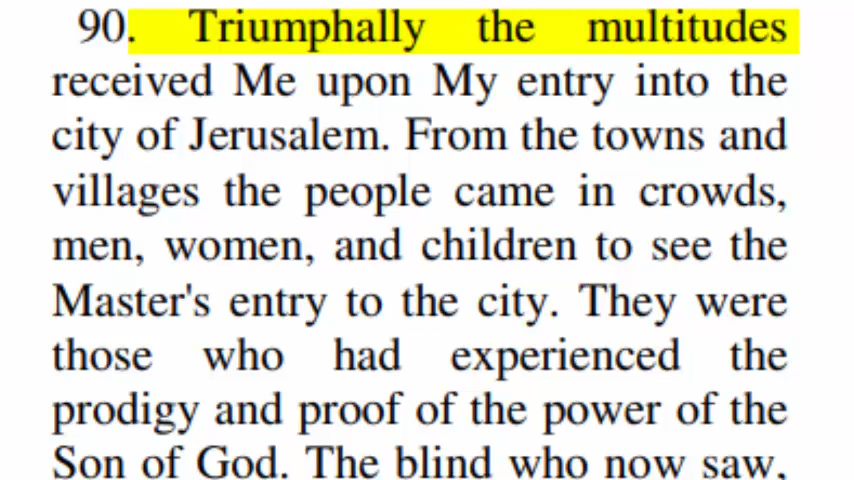 90. Triumphally the multitudes
received Me upon My entry into the
city of Jerusalem. From the towns and
villages the people came in crowds,
men, women, and children to see the
Master's entry to the city. They were
those who had experienced the
prodigy and proof of the power of the
Son of God. The blind who now saw,